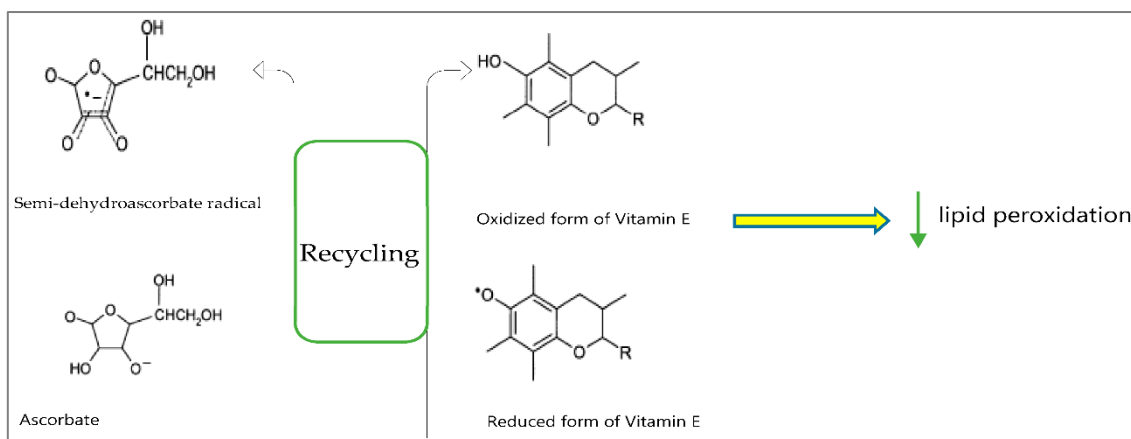 OH
O
O
CHCH₂OH
•−
O
O
Semi-dehydroascorbate radical
HO
O
R
Oxidized form of Vitamin E
lipid peroxidation
Recycling
OH
O
O
CHCH₂OH
HO
O−
Ascorbate
•O
O
R
Reduced form of Vitamin E